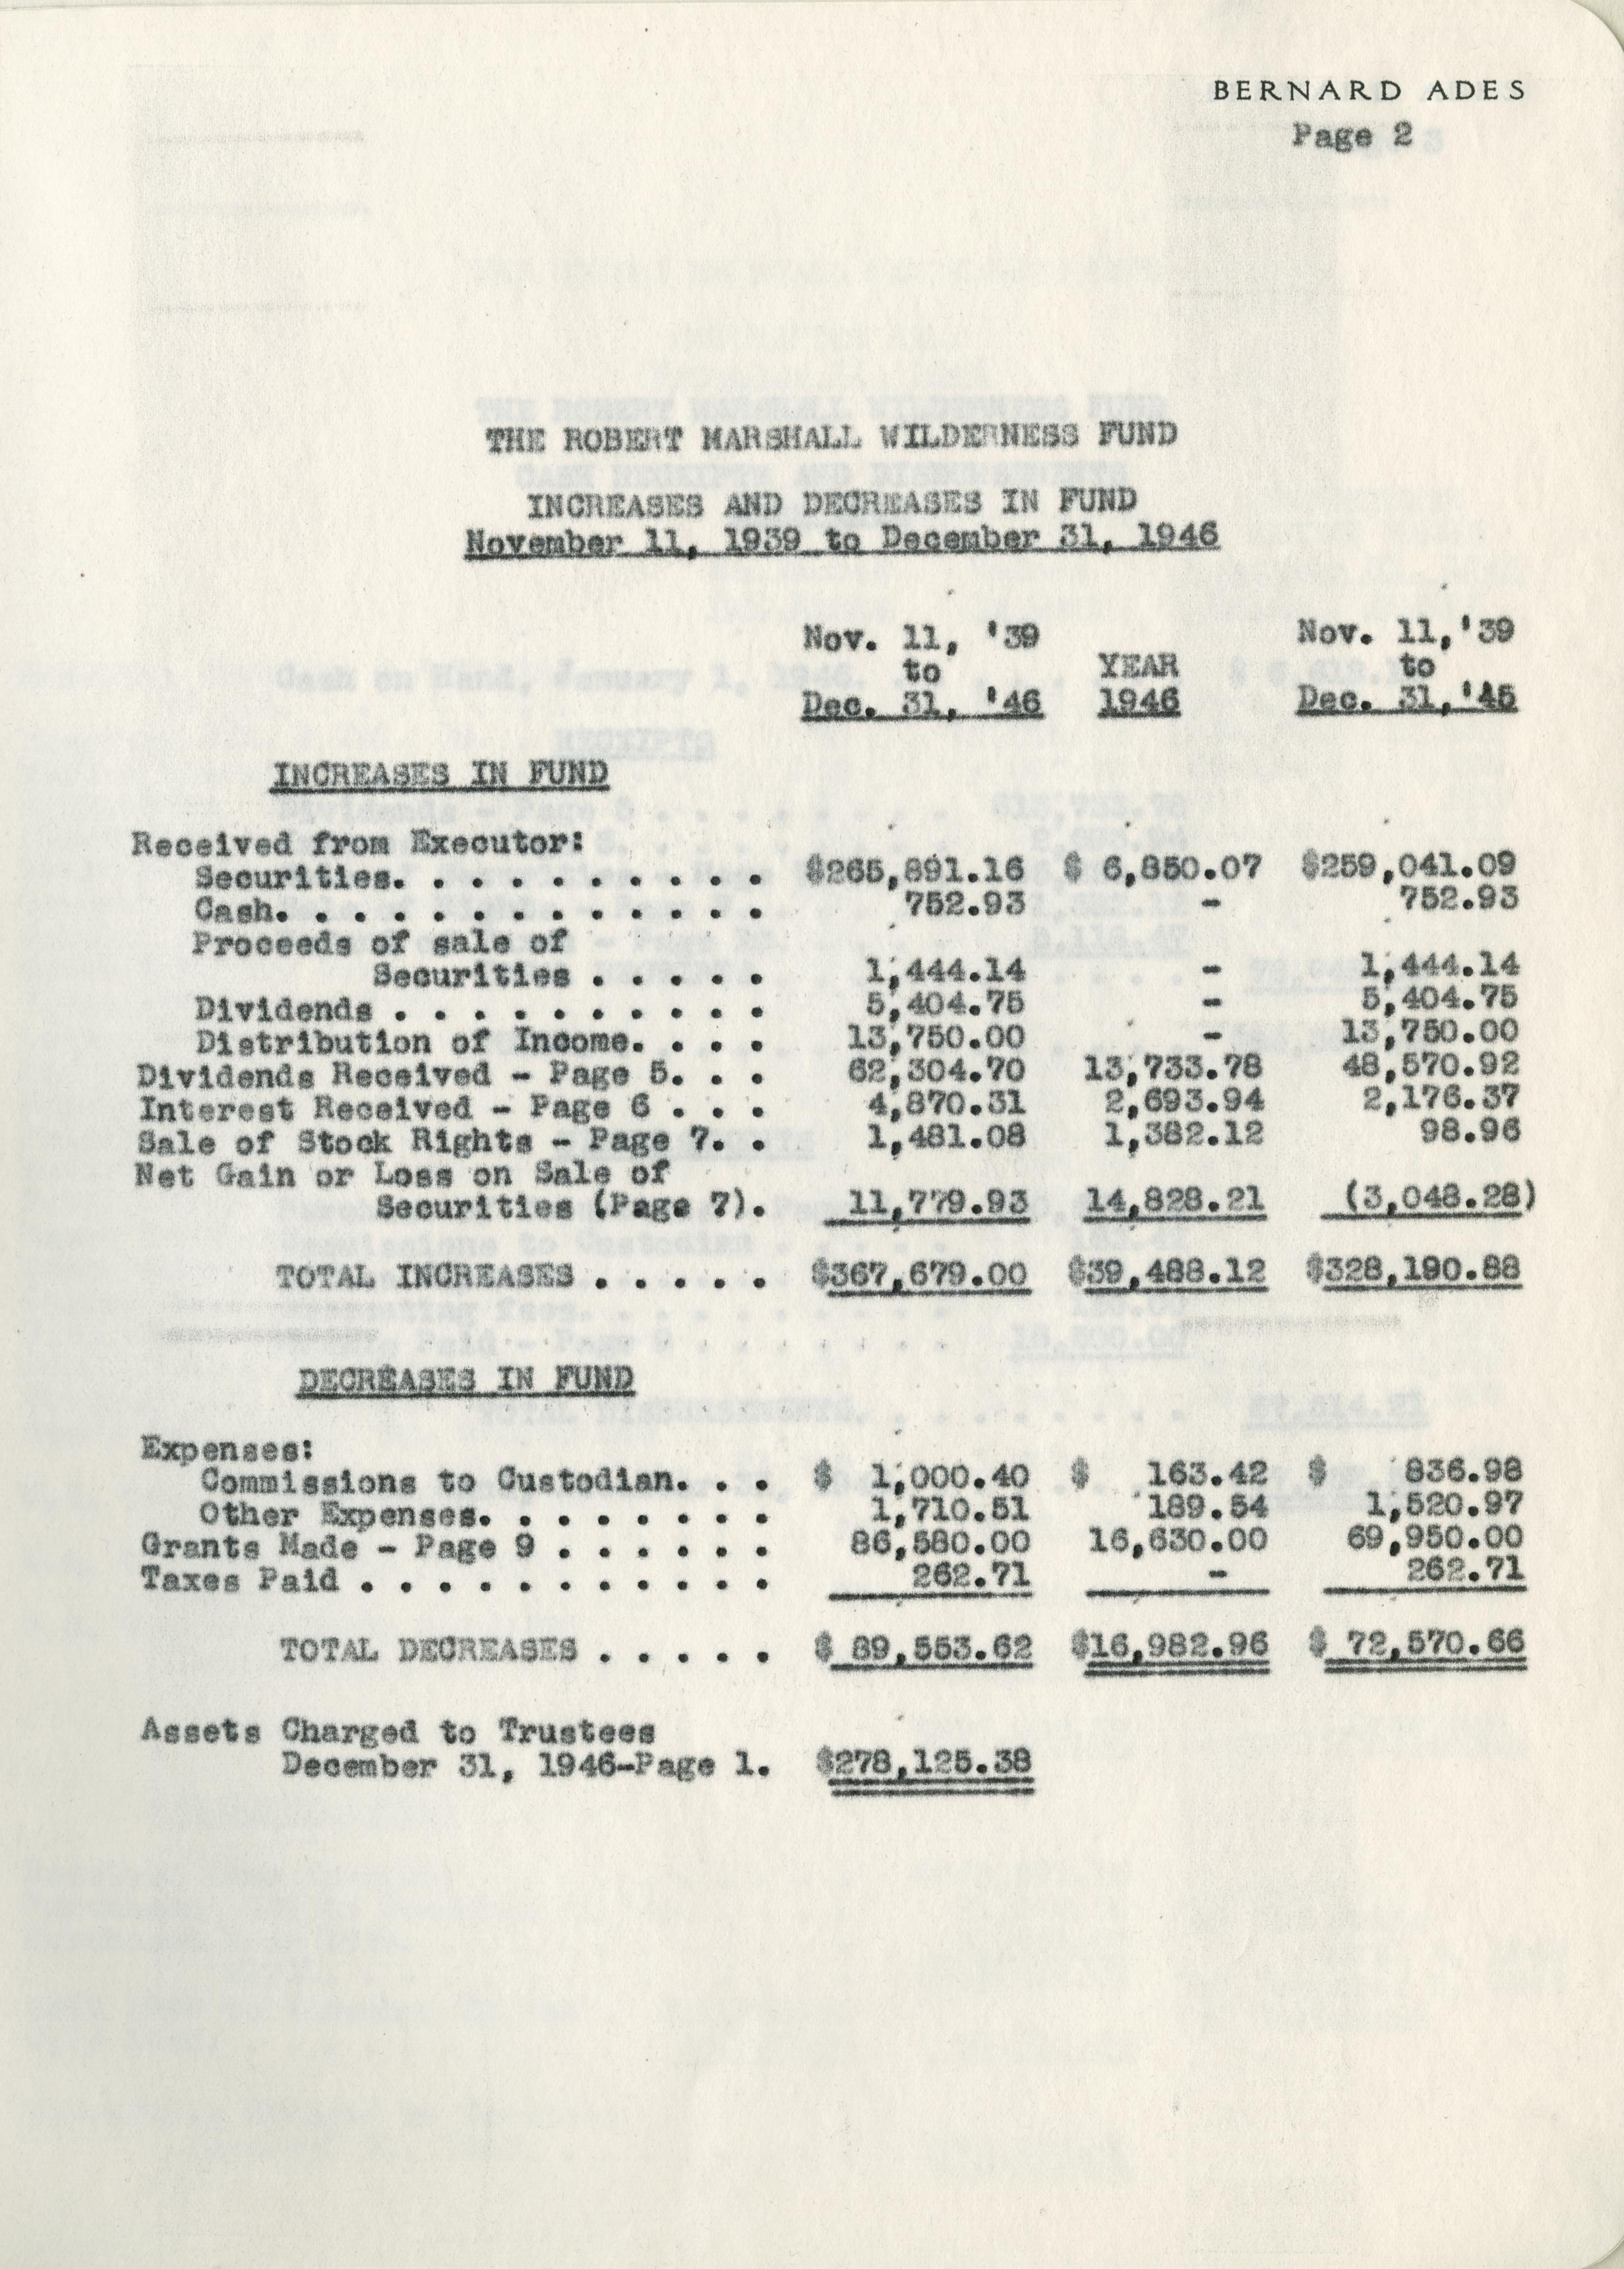 BERNARD ADES
Page 2
THE ROBERT MARSHALL WILDERNESS FUND
INCREASES AND DECREASES IN FUND
November 11, 1939 to December 31, 1946
Nov. 11, '39 Nov. 11,'39
to YEAR to
Dec. 31, '46 1946 Dec. 31,'45
INCREASES IN FUND
Received from Executor:
Securities. . . . . . . . . . $265,891.16 $ 6,850.07 $259,041.09
Cash. . . . . . . . . . . . . 752.93 - 752.93
Proceeds of sale of
Securities . . . . . 1,444.14 - 1,444.14
Dividends . . . . . . . . . . 5,404.75 - 5,404.75
Distribution of Income. . . . 13,750.00 - 13,750.00
Dividends Received - Page 5. . . 62,304.70 13,733.78 48,570.92
Interest Received - Page 6 . . . 4,870.31 2,693.94 2,176.37
Sale of Stock Rights - Page 7. . 1,481.08 1,382.12 98.96
Net Gain or Loss on Sale of
Securities (Page 7). 11,779.93 14,828.21 (3,048.28)
TOTAL INCREASES . . . . . $367,679.00 $39,488.12 $328,190.88
DECREASES IN FUND
Expenses:
Commissions to Custodian. . . $ 1,000.40 $ 163.42 $ 836.98
Other Expenses. . . . . . . . 1,710.51 189.54 1,520.97
Grants Made - Page 9 . . . . . . 86,580.00 16,630.00 69,950.00
Taxes Paid . . . . . . . . . . . 262.71 - 262.71
TOTAL DECREASES . . . . . $ 89,553.62 $16,982.96 $ 72,570.66
Assets Charged to Trustees
December 31, 1946-Page 1. $278,125.38